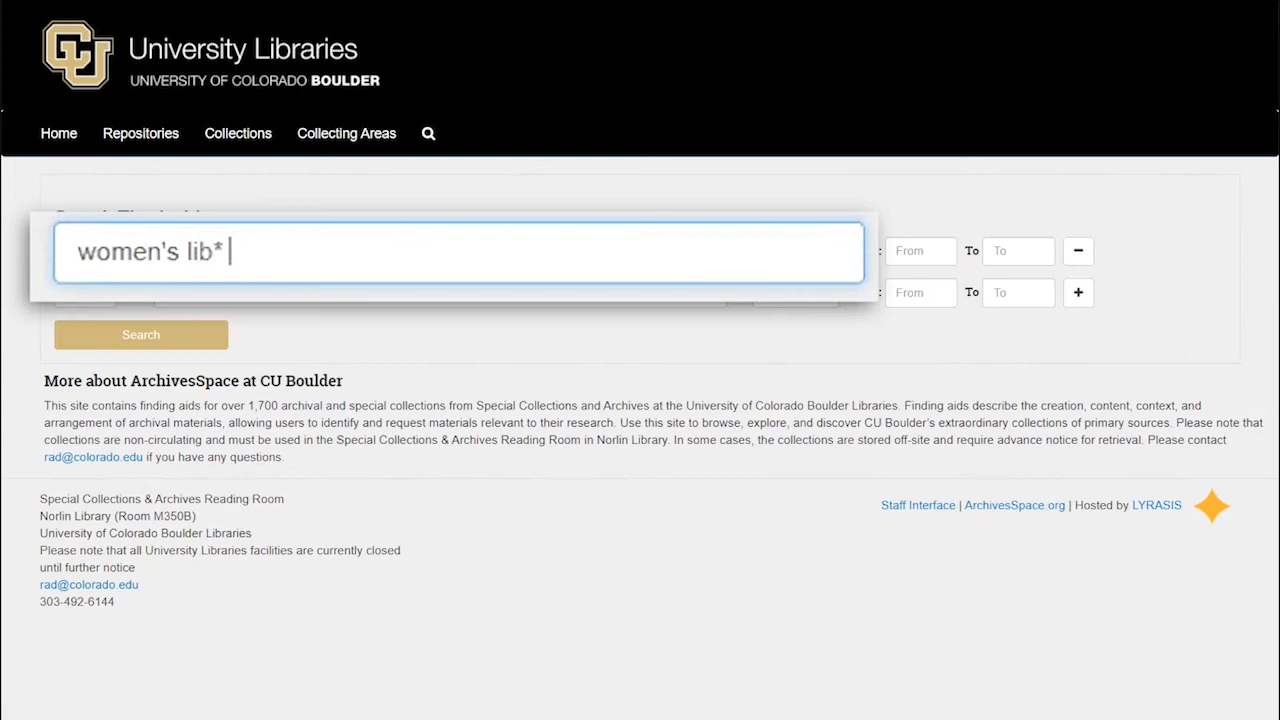 CU
University Libraries
UNIVERSITY OF COLORADO BOULDER
Home Repositories Collections Collecting Areas
women's lib*
: From To To −
: From To To +
Search
More about ArchivesSpace at CU Boulder
This site contains finding aids for over 1,700 archival and special collections from Special Collections and Archives at the University of Colorado Boulder Libraries. Finding aids describe the creation, content, context, and
arrangement of archival materials, allowing users to identify and request materials relevant to their research. Use this site to browse, explore, and discover CU Boulder's extraordinary collections of primary sources. Please note that
collections are non-circulating and must be used in the Special Collections & Archives Reading Room in Norlin Library. In some cases, the collections are stored off-site and require advance notice for retrieval. Please contact
rad@colorado.edu if you have any questions.
Special Collections & Archives Reading Room
Norlin Library (Room M350B)
University of Colorado Boulder Libraries
Please note that all University Libraries facilities are currently closed
until further notice
rad@colorado.edu
303-492-6144
Staff Interface | ArchivesSpace.org | Hosted by LYRASIS